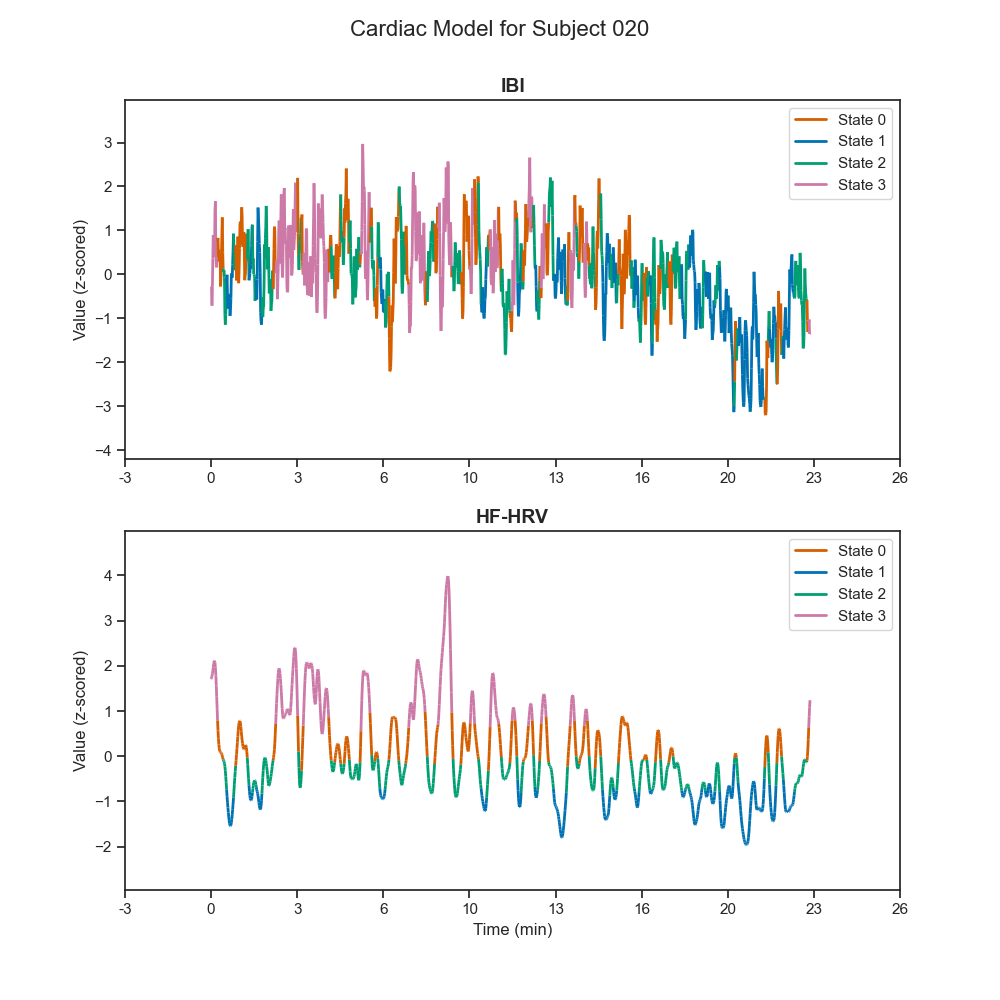 Cardiac Model for Subject 020
IBI
Value (z-scored)
3
2
1
0
−1
−2
−3
−4
-3
0
3
6
10
13
16
20
23
26
State 0
State 1
State 2
State 3
HF-HRV
Value (z-scored)
4
3
2
1
0
−1
−2
-3
0
3
6
10
13
16
20
23
26
State 0
State 1
State 2
State 3
Time (min)